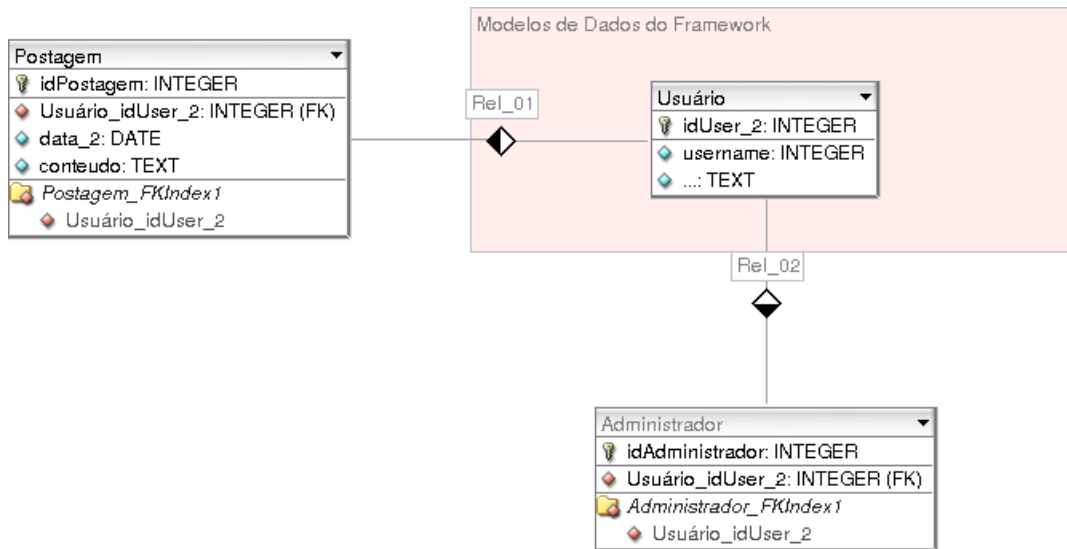 Modelos de Dados do Framework
Postagem
idPostagem: INTEGER
Usuário_idUser_2: INTEGER (FK)
data_2: DATE
conteudo: TEXT
Postagem_FKIndex1
Usuário_idUser_2
Rel_01
Usuário
idUser_2: INTEGER
username: INTEGER
...: TEXT
Rel_02
Administrador
idAdministrador: INTEGER
Usuário_idUser_2: INTEGER (FK)
Administrador_FKIndex1
Usuário_idUser_2